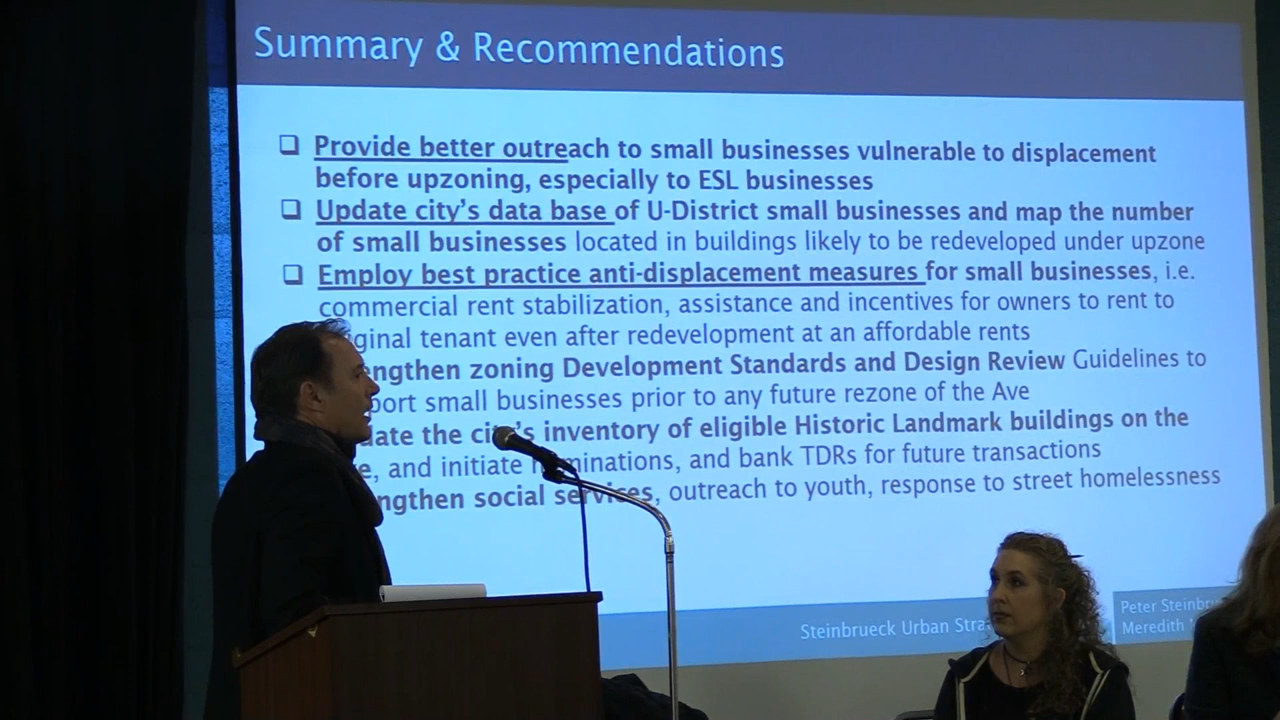 Summary & Recommendations
❑ Provide better outreach to small businesses vulnerable to displacement
before upzoning, especially to ESL businesses
❑ Update city's data base of U-District small businesses and map the number
of small businesses located in buildings likely to be redeveloped under upzone
❑ Employ best practice anti-displacement measures for small businesses, i.e.
commercial rent stabilization, assistance and incentives for owners to rent to
iginal tenant even after redevelopment at an affordable rents
engthen zoning Development Standards and Design Review Guidelines to
port small businesses prior to any future rezone of the Ave
date the city's inventory of eligible Historic Landmark buildings on the
e, and initiate nominations, and bank TDRs for future transactions
engthen social services, outreach to youth, response to street homelessness
Steinbrueck Urban Stra
Peter Steinbru
Meredith